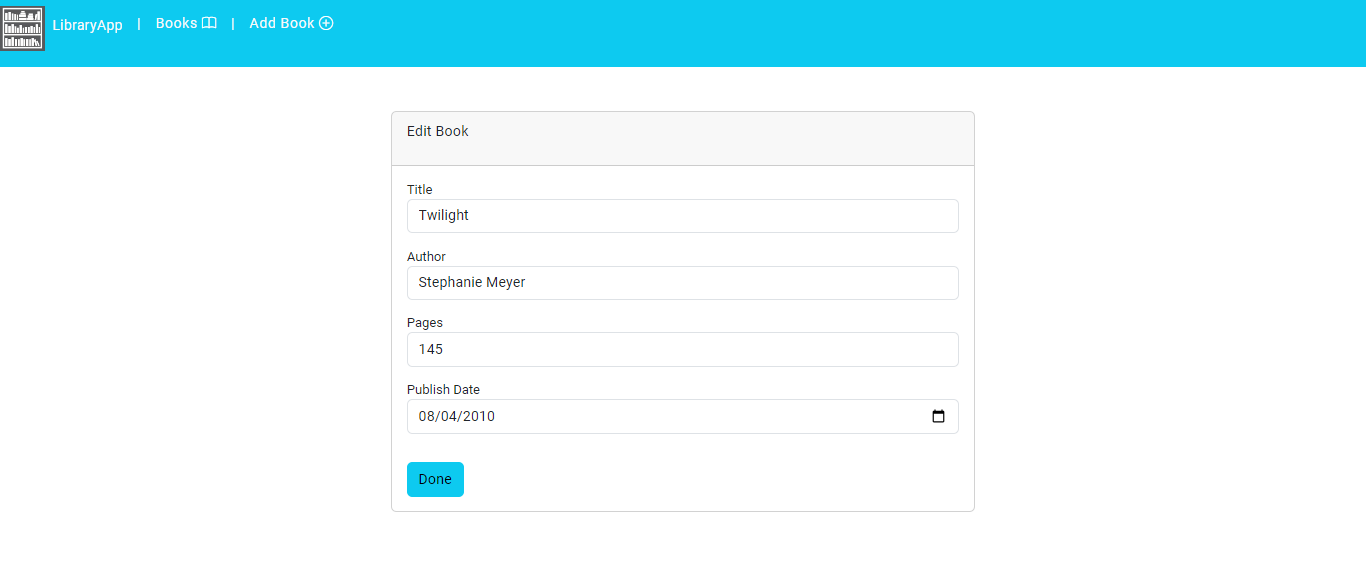 LibraryApp | Books | Add Book
Edit Book
Title
Twilight
Author
Stephanie Meyer
Pages
145
Publish Date
08/04/2010
Done